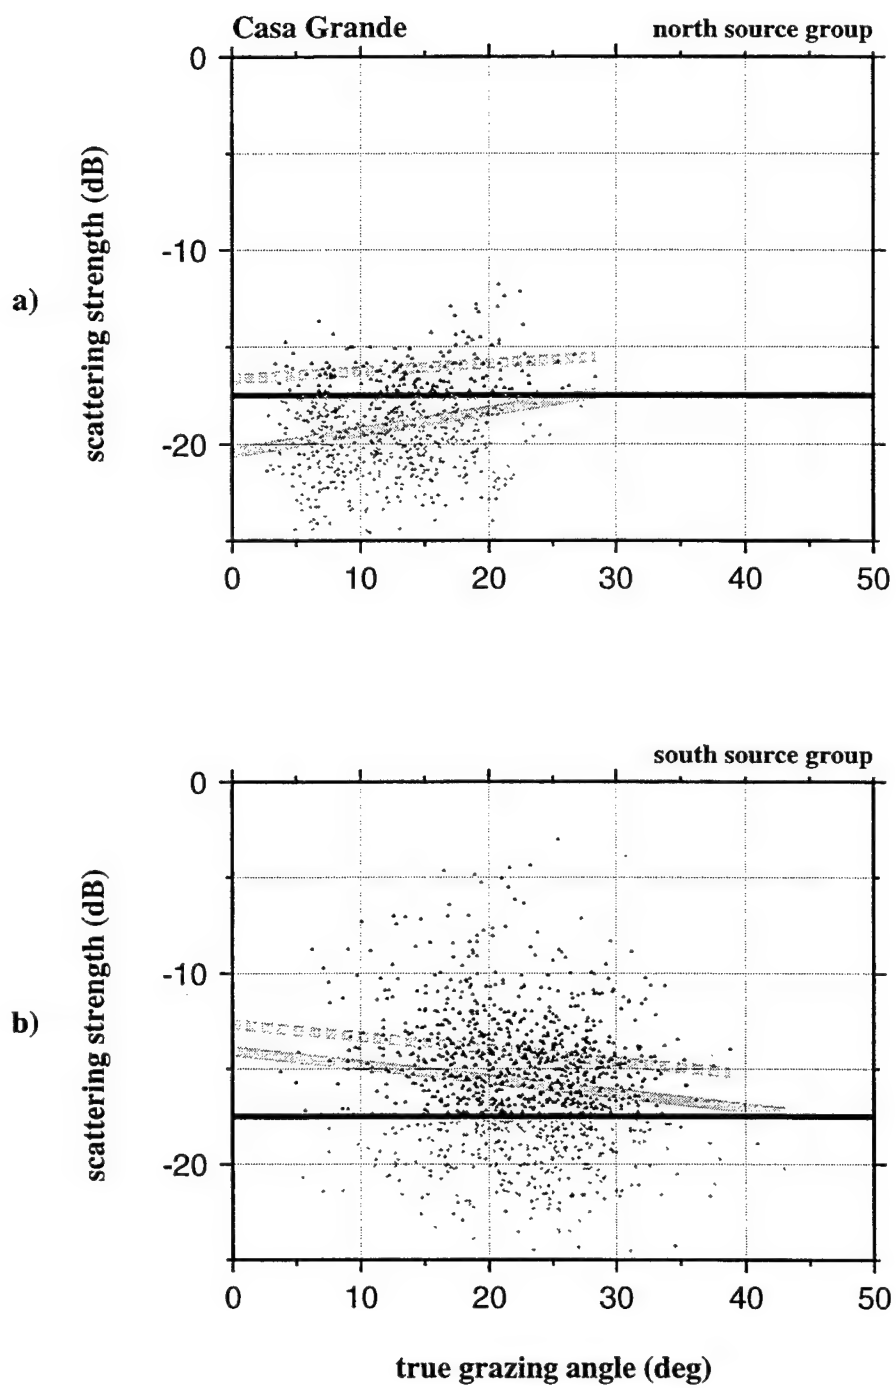 Casa Grande north source group
a)
scattering strength (dB)
0
-10
-20
0 10 20 30 40 50
south source group
b)
scattering strength (dB)
0
-10
-20
0 10 20 30 40 50
true grazing angle (deg)